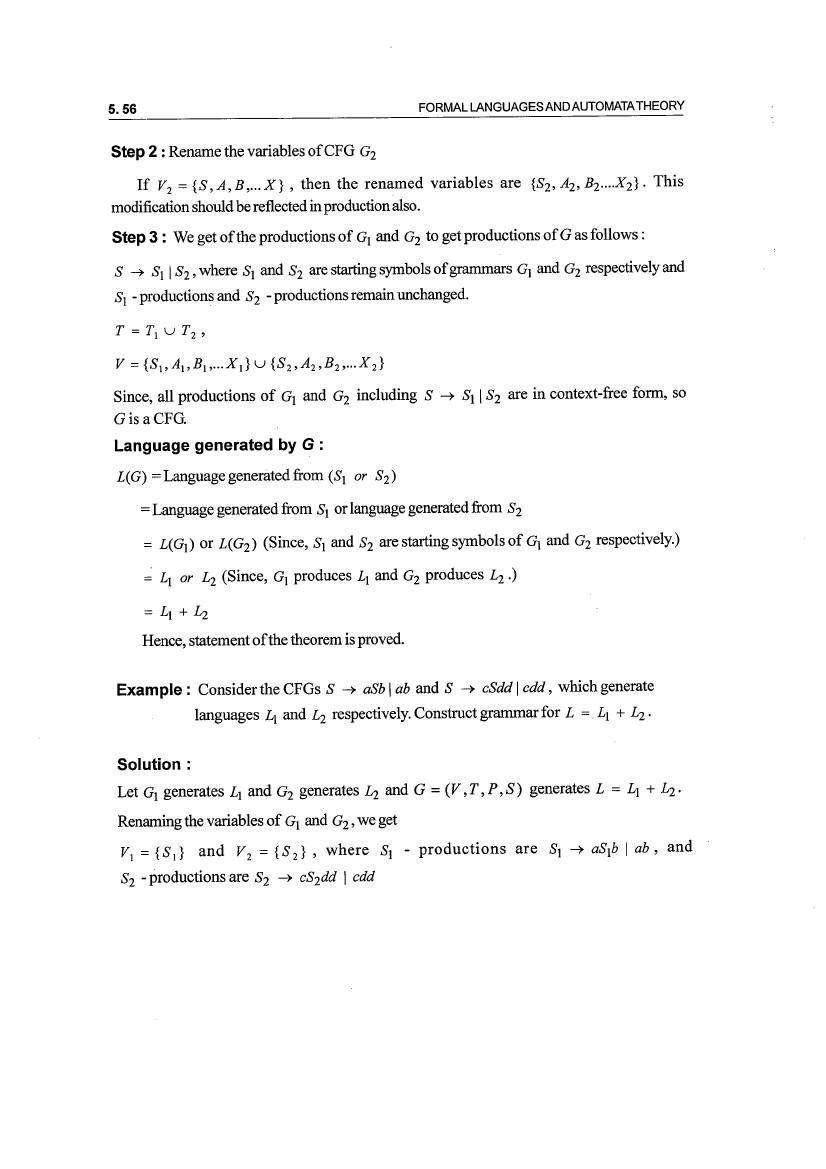 5. 56 FORMAL LANGUAGES AND AUTOMATA THEORY
Step 2 : Rename the variables of CFG G₂
If V₂ = {S, A, B,... X} , then the renamed variables are {S₂, A₂, B₂....X₂} . This
modification should be reflected in production also.
Step 3 : We get of the productions of G₁ and G₂ to get productions of G as follows :
S → S₁ | S₂ , where S₁ and S₂ are starting symbols of grammars G₁ and G₂ respectively and
S₁ - productions and S₂ - productions remain unchanged.
T = T₁ ∪ T₂ ,
V = {S₁, A₁, B₁,... X₁} ∪ {S₂, A₂, B₂,... X₂}
Since, all productions of G₁ and G₂ including S → S₁ | S₂ are in context-free form, so
G is a CFG.
Language generated by G :
L(G) = Language generated from (S₁ or S₂)
= Language generated from S₁ or language generated from S₂
= L(G₁) or L(G₂) (Since, S₁ and S₂ are starting symbols of G₁ and G₂ respectively.)
= L₁ or L₂ (Since, G₁ produces L₁ and G₂ produces L₂ .)
= L₁ + L₂
Hence, statement of the theorem is proved.
Example : Consider the CFGs S → aSb | ab and S → cSdd | cdd , which generate
languages L₁ and L₂ respectively. Construct grammar for L = L₁ + L₂ .
Solution :
Let G₁ generates L₁ and G₂ generates L₂ and G = (V , T , P , S) generates L = L₁ + L₂ .
Renaming the variables of G₁ and G₂ , we get
V₁ = {S₁} and V₂ = {S₂} , where S₁ - productions are S₁ → aS₁b | ab , and
S₂ - productions are S₂ → cS₂dd | cdd